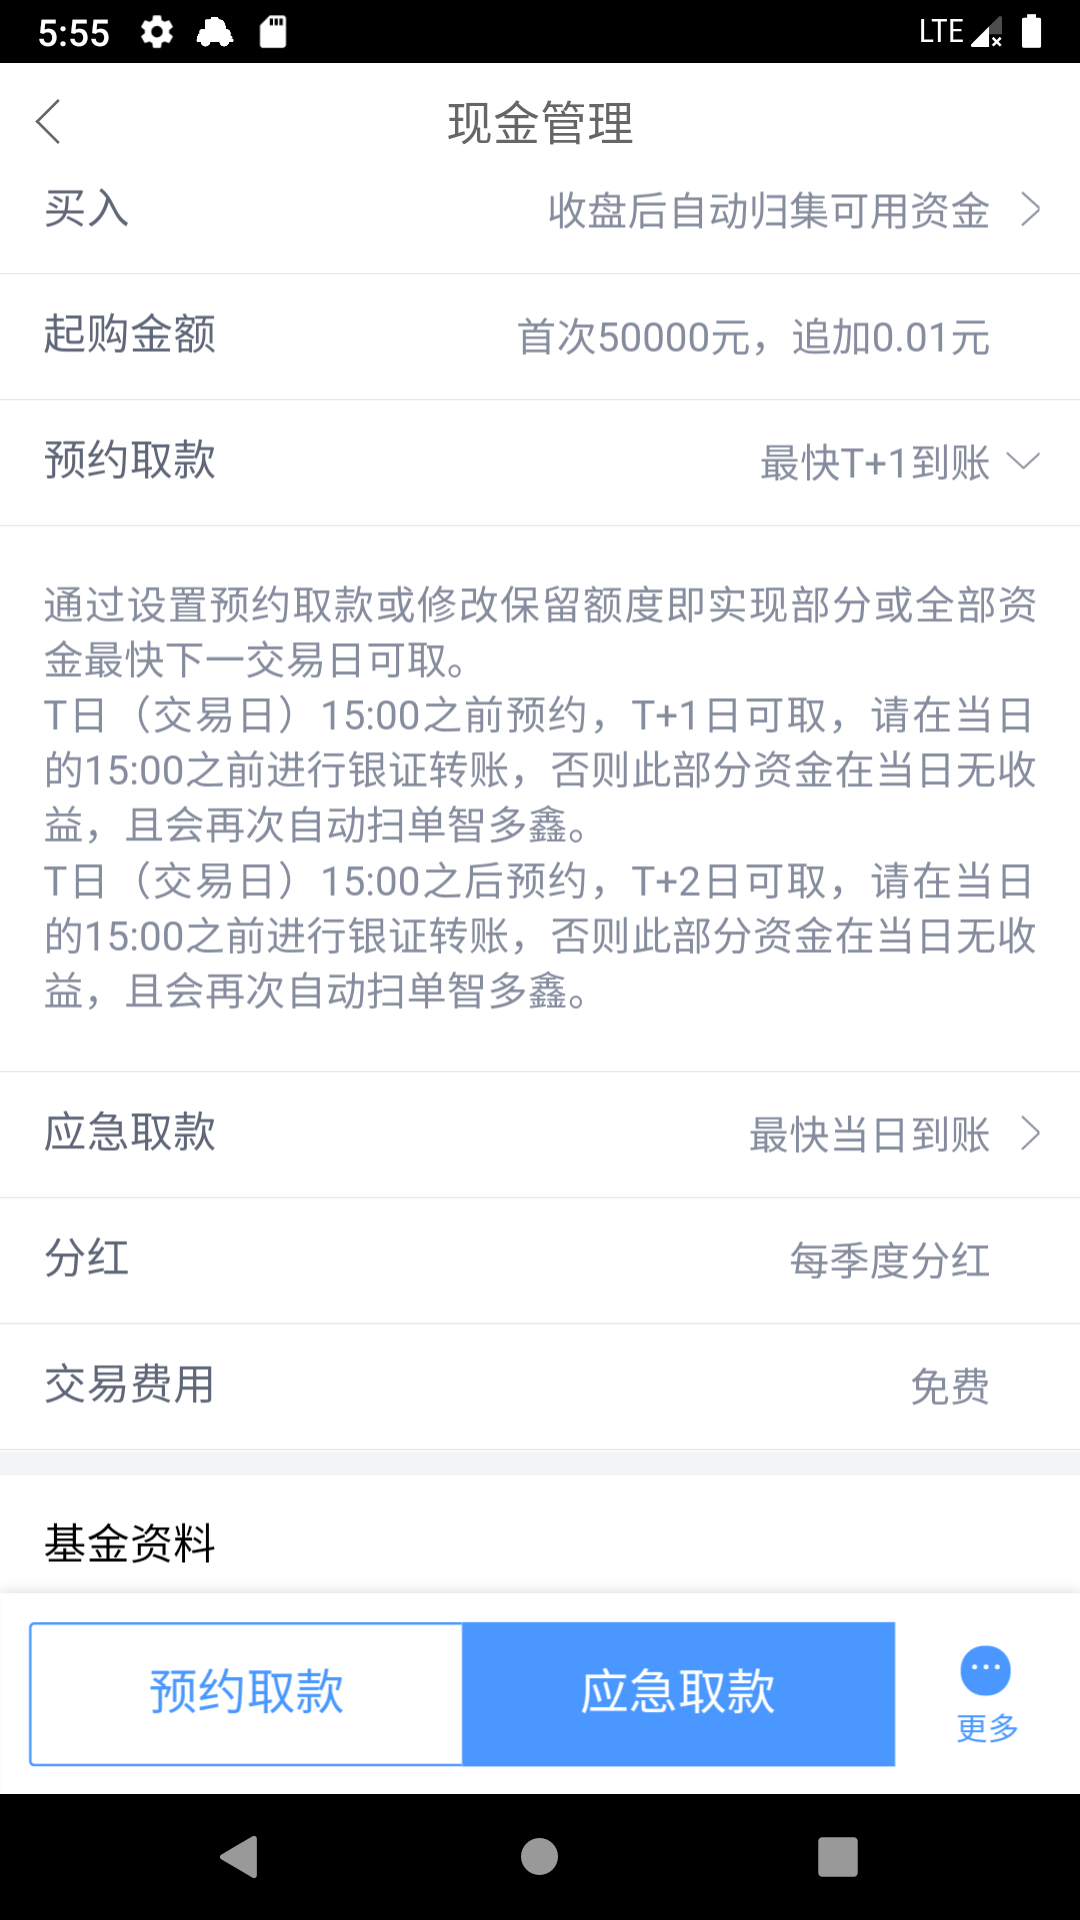 5:55
LTE
现金管理
买入
收盘后自动归集可用资金
起购金额
首次50000元，追加0.01元
预约取款
最快T+1到账
通过设置预约取款或修改保留额度即实现部分或全部资
金最快下一交易日可取。
T日（交易日）15:00之前预约，T+1日可取，请在当日
的15:00之前进行银证转账，否则此部分资金在当日无收
益，且会再次自动扫单智多鑫。
T日（交易日）15:00之后预约，T+2日可取，请在当日
的15:00之前进行银证转账，否则此部分资金在当日无收
益，且会再次自动扫单智多鑫。
应急取款
最快当日到账
分红
每季度分红
交易费用
免费
基金资料
预约取款
应急取款
更多